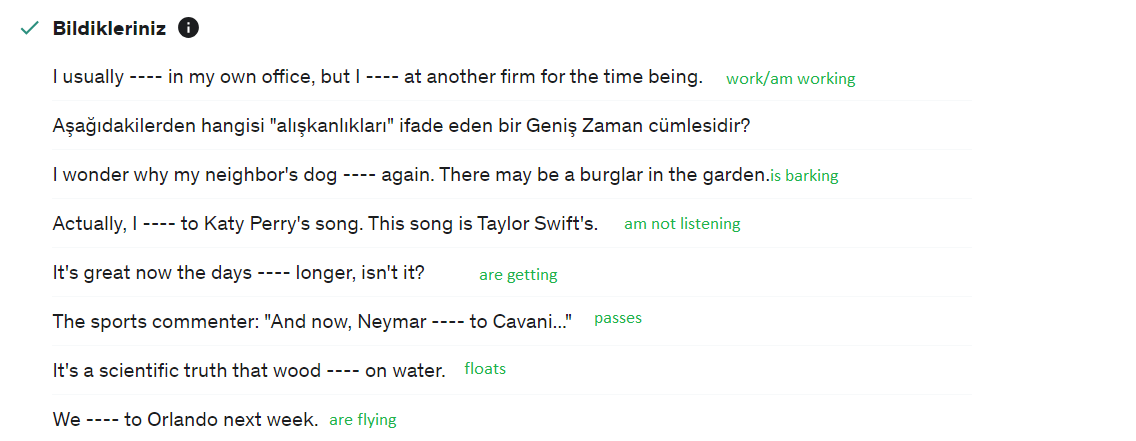 Bildikleriniz
I usually ---- in my own office, but I ---- at another firm for the time being. work/am working
Aşağıdakilerden hangisi "alışkanlıkları" ifade eden bir Geniş Zaman cümlesidir?
I wonder why my neighbor's dog ---- again. There may be a burglar in the garden.is barking
Actually, I ---- to Katy Perry's song. This song is Taylor Swift's. am not listening
It's great now the days ---- longer, isn't it? are getting
The sports commenter: "And now, Neymar ---- to Cavani..." passes
It's a scientific truth that wood ---- on water. floats
We ---- to Orlando next week. are flying